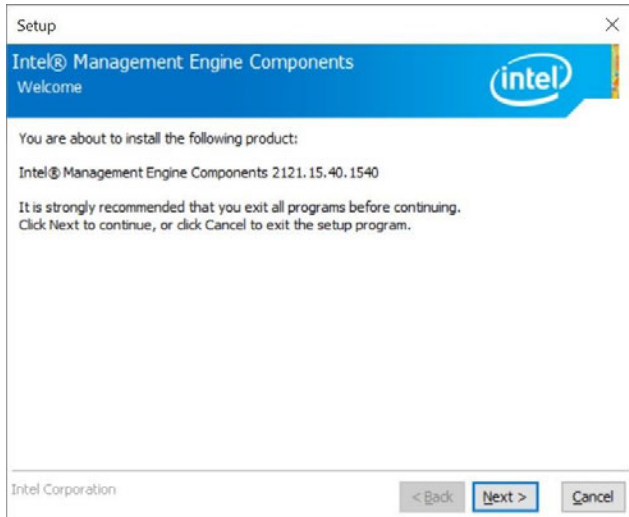 Setup
Intel® Management Engine Components
Welcome
intel
You are about to install the following product:
Intel® Management Engine Components 2121.15.40.1540
It is strongly recommended that you exit all programs before continuing.
Click Next to continue, or click Cancel to exit the setup program.
Intel Corporation
< Back Next > Cancel